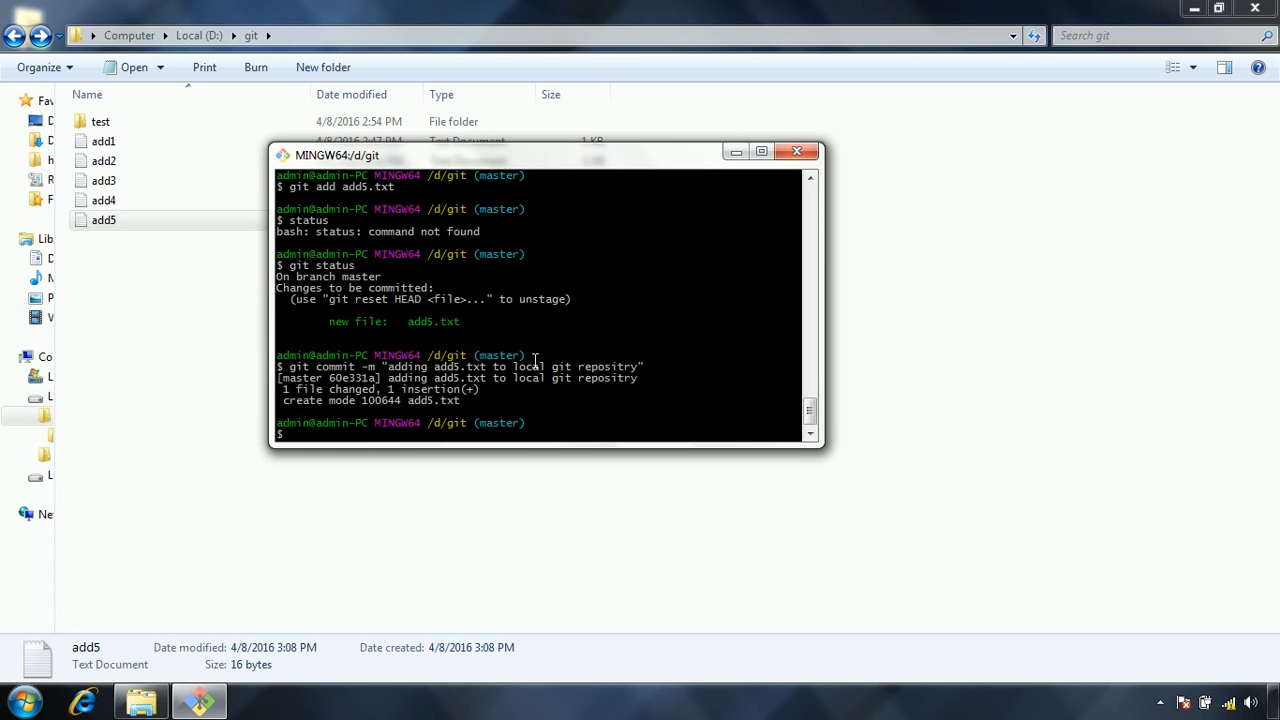 Computer Local (D:) git
Search git
Organize Open Print Burn New folder
Name Date modified Type Size
Fav
test 4/8/2016 2:54 PM File folder
add1
add2
add3
add4
add5
Lib
Co
Ne
MINGW64:/d/git
admin@admin-PC MINGW64 /d/git (master)
$ git add add5.txt
admin@admin-PC MINGW64 /d/git (master)
$ status
bash: status: command not found
admin@admin-PC MINGW64 /d/git (master)
$ git status
On branch master
Changes to be committed:
(use "git reset HEAD <file>..." to unstage)
new file: add5.txt
admin@admin-PC MINGW64 /d/git (master)
$ git commit -m "adding add5.txt to local git repositry"
[master 60e331a] adding add5.txt to local git repositry
1 file changed, 1 insertion(+)
create mode 100644 add5.txt
admin@admin-PC MINGW64 /d/git (master)
$
add5 Date modified: 4/8/2016 3:08 PM Date created: 4/8/2016 3:08 PM
Text Document Size: 16 bytes